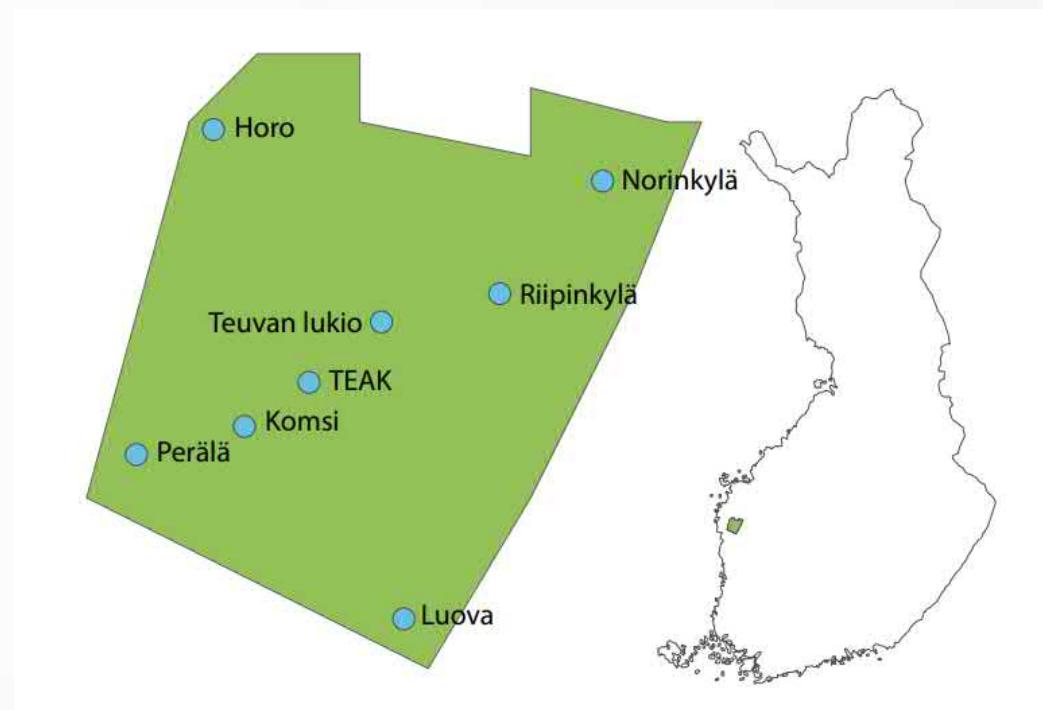 Horo
Norinkylä
Riipinkylä
Teuvan lukio
TEAK
Komsi
Perälä
Luova